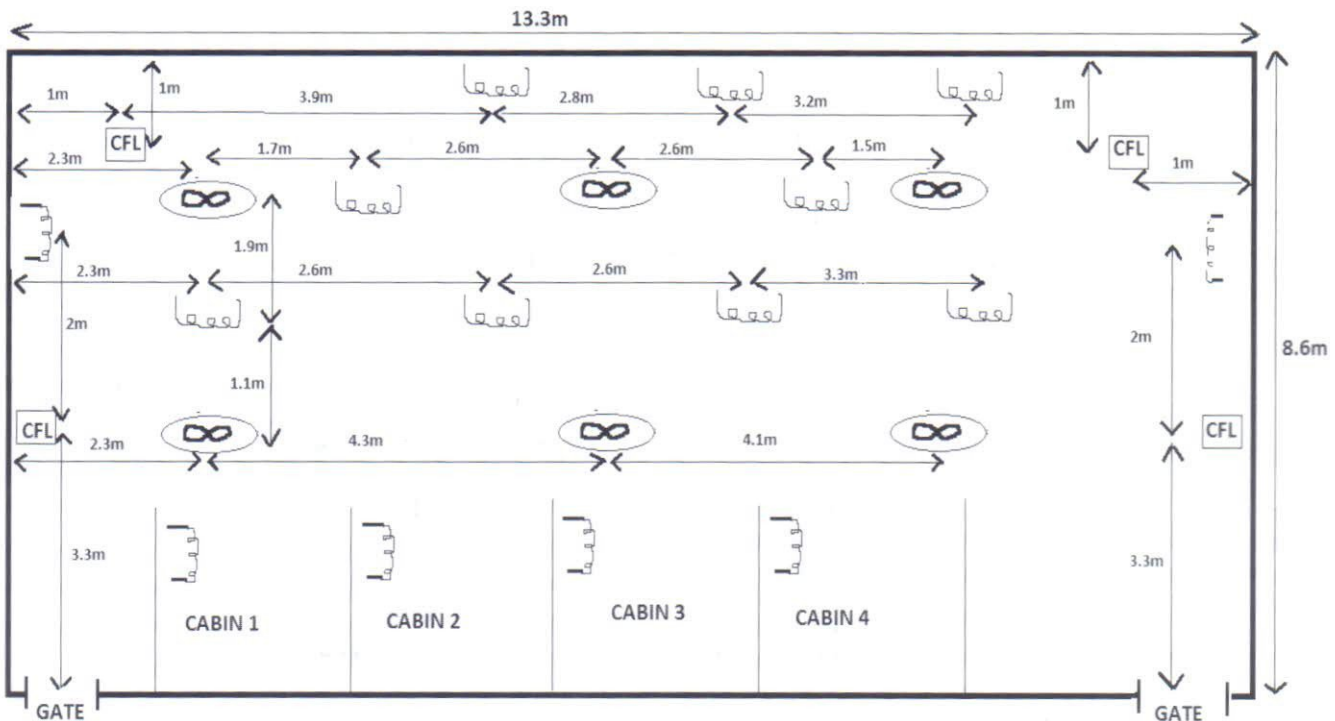 13.3m
1m
1m
3.9m
2.8m
3.2m
1m
CFL
CFL
2.3m
1.7m
2.6m
2.6m
1.5m
1m
1.9m
2.3m
2.6m
2.6m
3.3m
2m
2m
8.6m
1.1m
CFL
CFL
2.3m
4.3m
4.1m
3.3m
3.3m
CABIN 1
CABIN 2
CABIN 3
CABIN 4
GATE
GATE